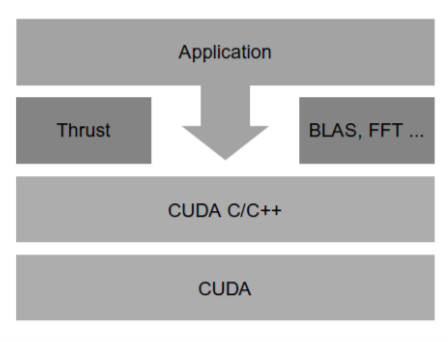 Application
Thrust
BLAS, FFT ...
CUDA C/C++
CUDA